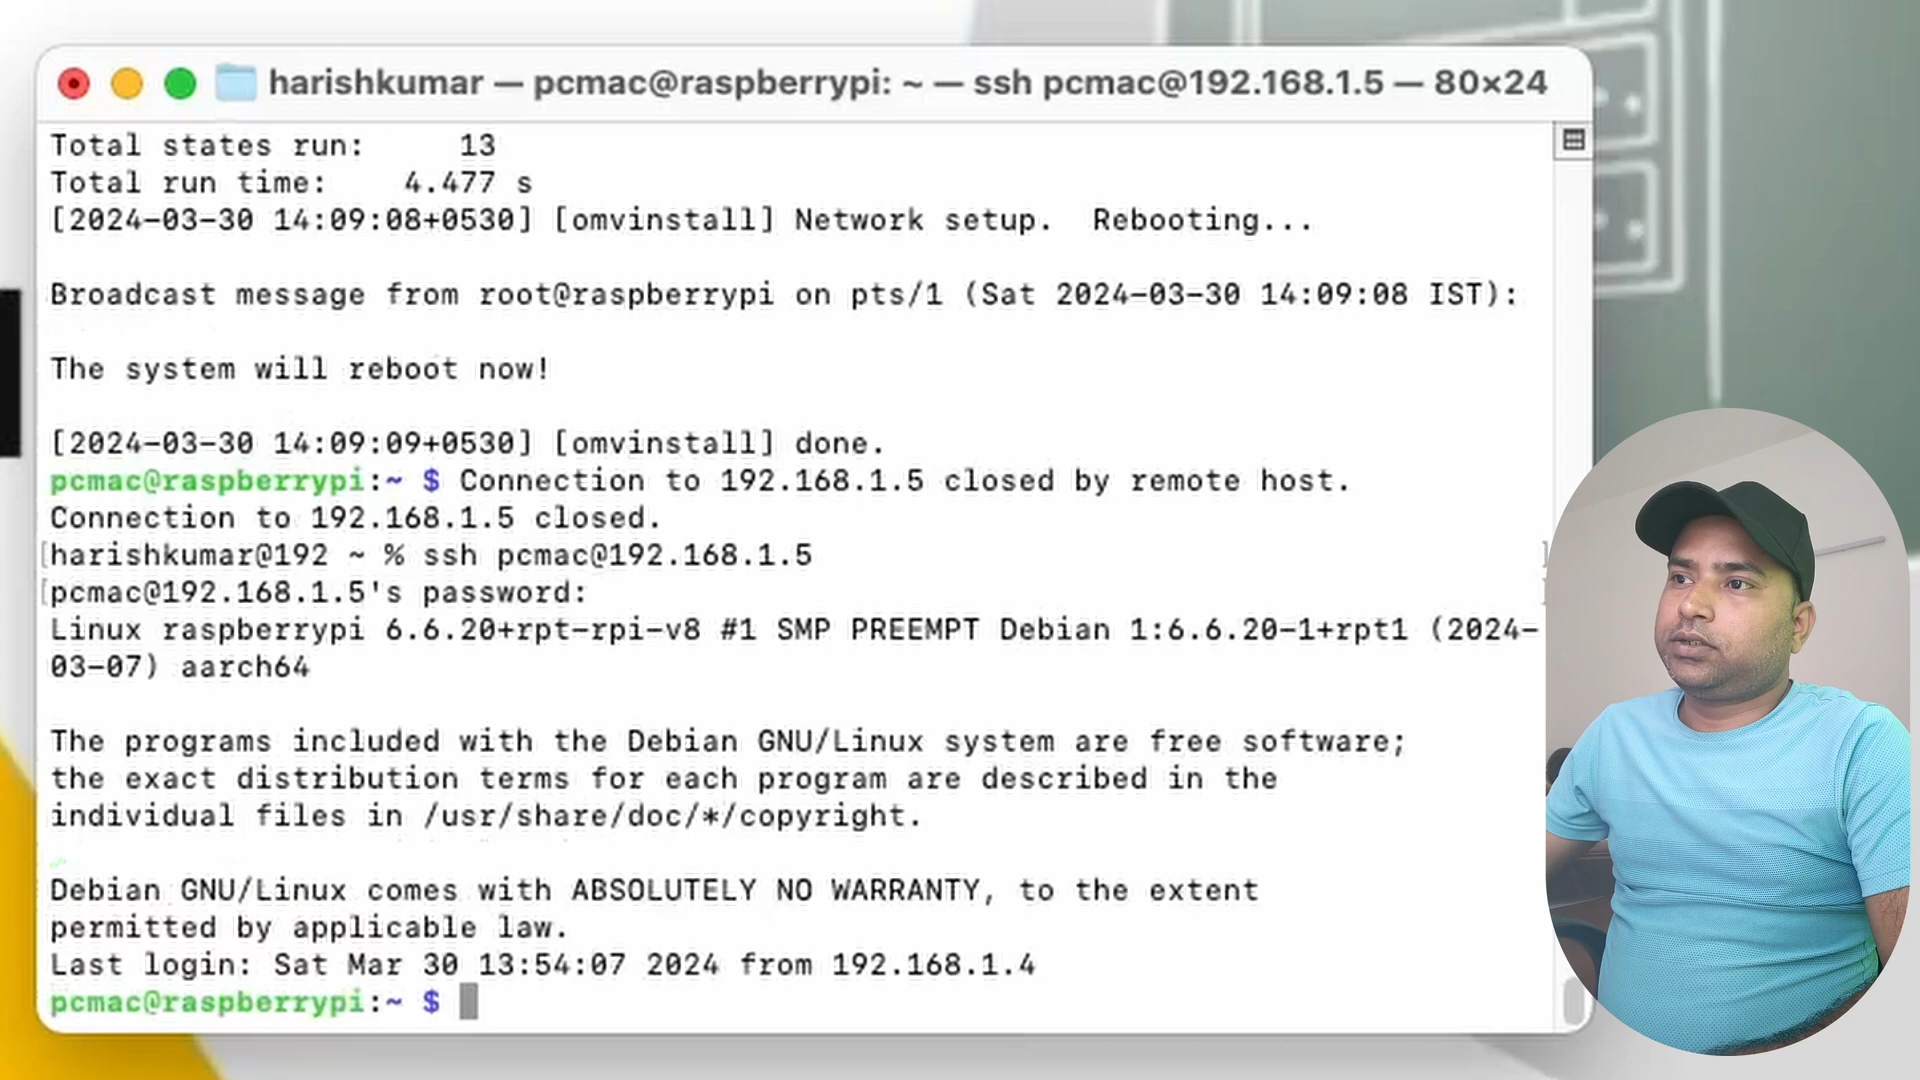 harishkumar — pcmac@raspberrypi: ~ — ssh pcmac@192.168.1.5 — 80×24
Total states run:     13
Total run time:    4.477 s
[2024-03-30 14:09:08+0530] [omvinstall] Network setup.  Rebooting...
Broadcast message from root@raspberrypi on pts/1 (Sat 2024-03-30 14:09:08 IST):
The system will reboot now!
[2024-03-30 14:09:09+0530] [omvinstall] done.
pcmac@raspberrypi:~ $ Connection to 192.168.1.5 closed by remote host.
Connection to 192.168.1.5 closed.
[harishkumar@192 ~ % ssh pcmac@192.168.1.5 ]
[pcmac@192.168.1.5's password: ]
Linux raspberrypi 6.6.20+rpt-rpi-v8 #1 SMP PREEMPT Debian 1:6.6.20-1+rpt1 (2024-
03-07) aarch64
The programs included with the Debian GNU/Linux system are free software;
the exact distribution terms for each program are described in the
individual files in /usr/share/doc/*/copyright.
Debian GNU/Linux comes with ABSOLUTELY NO WARRANTY, to the extent
permitted by applicable law.
Last login: Sat Mar 30 13:54:07 2024 from 192.168.1.4
pcmac@raspberrypi:~ $